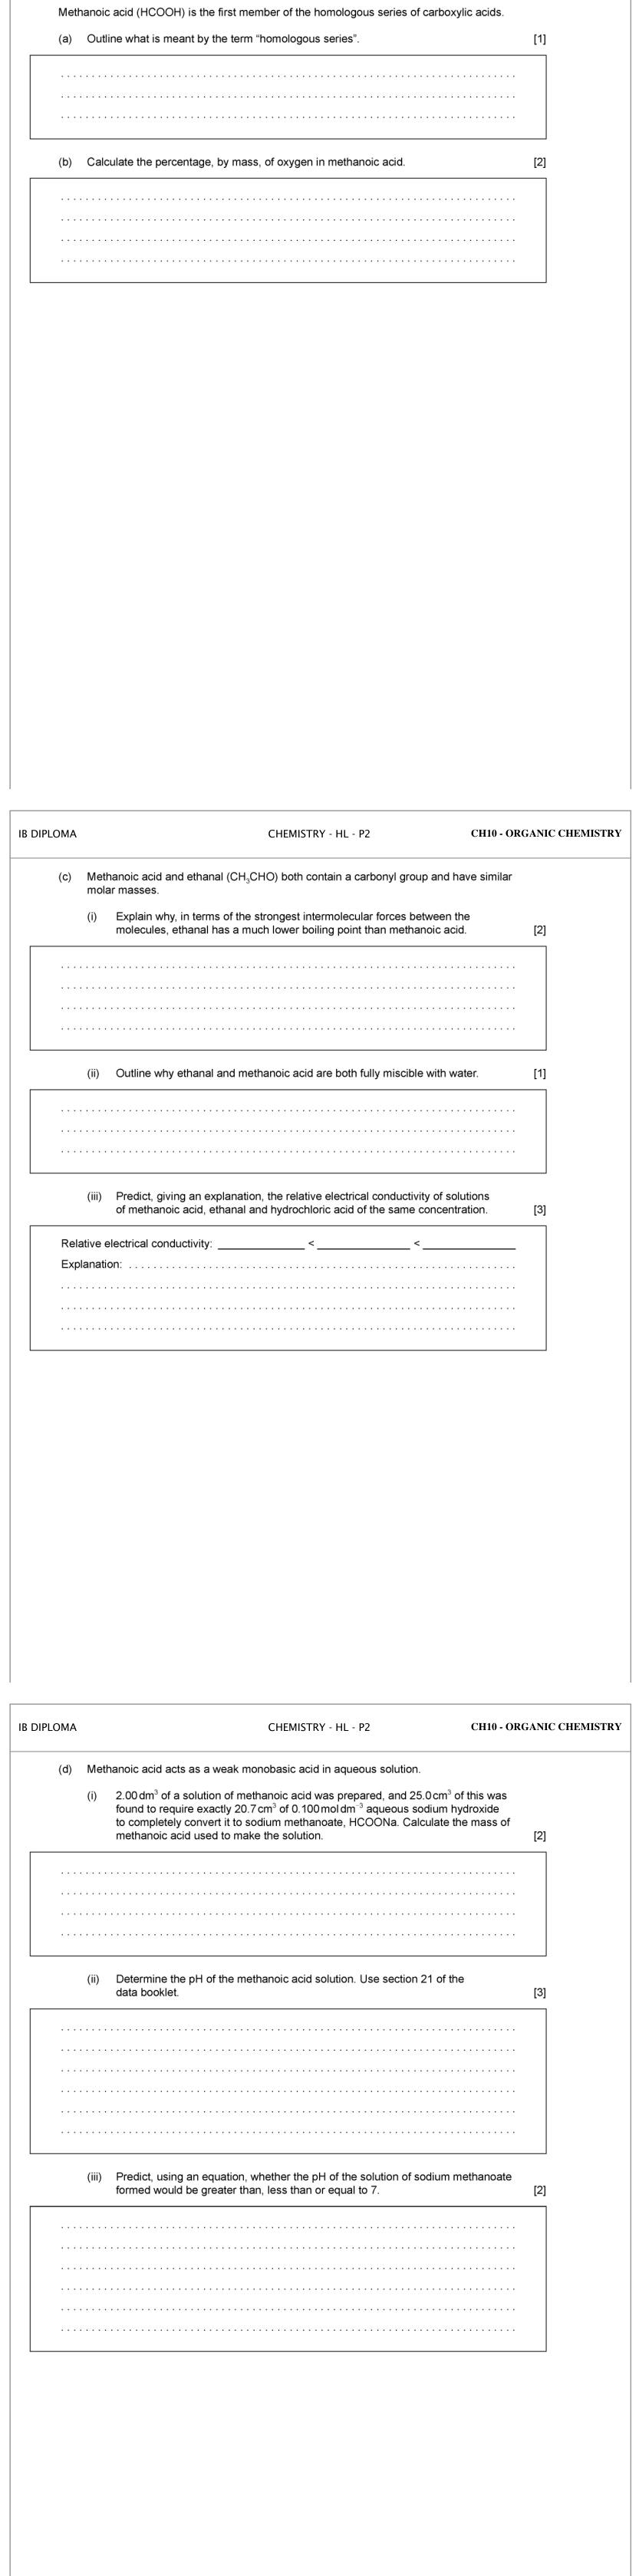 Methanoic acid (HCOOH) is the first member of the homologous series of carboxylic acids.
(a) Outline what is meant by the term “homologous series”. [1]
(b) Calculate the percentage, by mass, of oxygen in methanoic acid. [2]
IB DIPLOMA CHEMISTRY - HL - P2 CH10 - ORGANIC CHEMISTRY
(c) Methanoic acid and ethanal (CH₃CHO) both contain a carbonyl group and have similar
molar masses.
(i) Explain why, in terms of the strongest intermolecular forces between the
molecules, ethanal has a much lower boiling point than methanoic acid. [2]
(ii) Outline why ethanal and methanoic acid are both fully miscible with water. [1]
(iii) Predict, giving an explanation, the relative electrical conductivity of solutions
of methanoic acid, ethanal and hydrochloric acid of the same concentration. [3]
Relative electrical conductivity: ____________ < ____________ < ____________
Explanation:
IB DIPLOMA CHEMISTRY - HL - P2 CH10 - ORGANIC CHEMISTRY
(d) Methanoic acid acts as a weak monobasic acid in aqueous solution.
(i) 2.00 dm³ of a solution of methanoic acid was prepared, and 25.0 cm³ of this was
found to require exactly 20.7 cm³ of 0.100 mol dm⁻³ aqueous sodium hydroxide
to completely convert it to sodium methanoate, HCOONa. Calculate the mass of
methanoic acid used to make the solution. [2]
(ii) Determine the pH of the methanoic acid solution. Use section 21 of the
data booklet. [3]
(iii) Predict, using an equation, whether the pH of the solution of sodium methanoate
formed would be greater than, less than or equal to 7. [2]